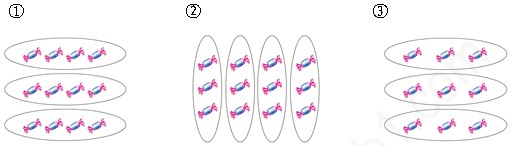 ① ② ③